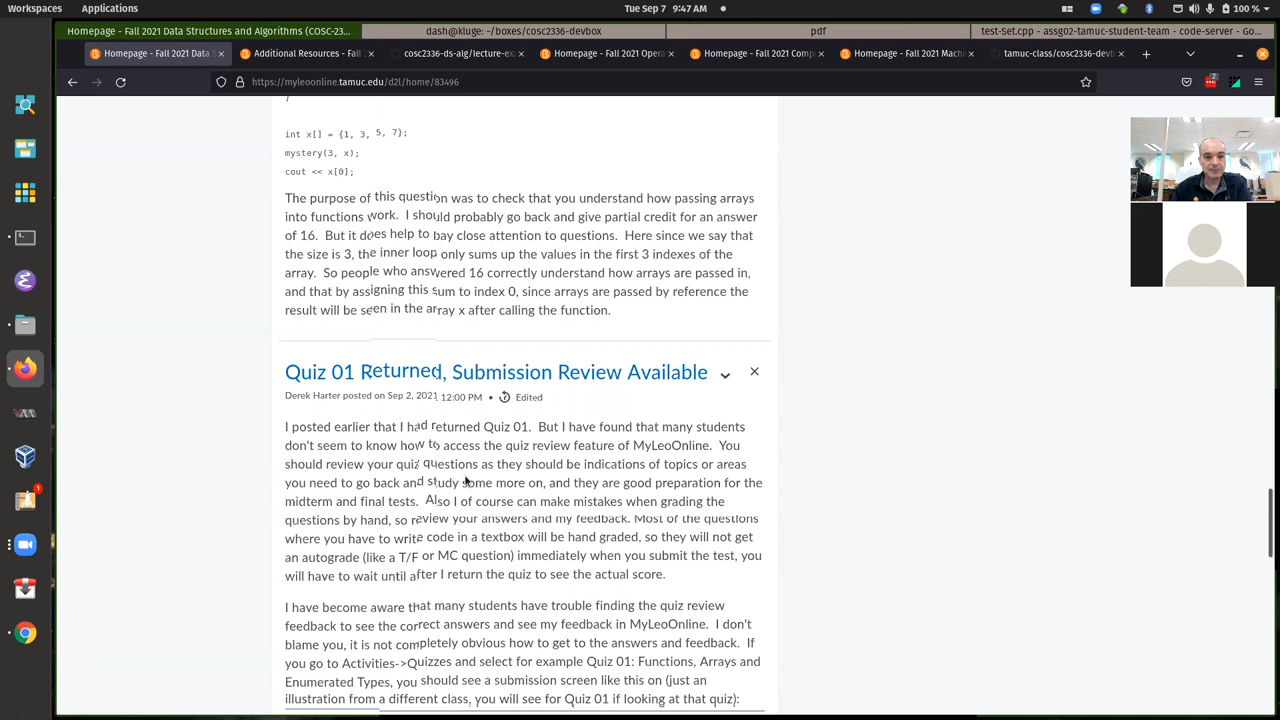 Workspaces Applications Tue Sep 7 9:47 AM 100 %
Homepage - Fall 2021 Data Structures and Algorithms (COSC-23... dash@kluge: ~/boxes/devbox pdf test-Set.cpp - assg02-tamuc-student-team - code-server - Go...
Homepage - Fall 2021 Data S Additional Resources - Fall 2 cosc2336-ds-alg/lecture-exa Homepage - Fall 2021 Opera Homepage - Fall 2021 Comp Homepage - Fall 2021 Machi tamuc-class/cosc2336-devb
https://myleoonline.tamuc.edu/d2l/home/83496
}
int x[] = {1, 3, 5, 7};
mystery(3, x);
cout << x[0];
The purpose of this question was to check that you understand how passing arrays
into functions work. I should probably go back and give partial credit for an answer
of 16. But it does help to bay close attention to questions. Here since we say that
the size is 3, the inner loop only sums up the values in the first 3 indexes of the
array. So people who answered 16 correctly understand how arrays are passed in,
and that by assigning this sum to index 0, since arrays are passed by reference the
result will be seen in the array x after calling the function.
Quiz 01 Returned, Submission Review Available
Derek Harter posted on Sep 2, 2021 12:00 PM • Edited
I posted earlier that I had returned Quiz 01. But I have found that many students
don't seem to know how to access the quiz review feature of MyLeoOnline. You
should review your quiz questions as they should be indications of topics or areas
you need to go back and study some more on, and they are good preparation for the
midterm and final tests. Also I of course can make mistakes when grading the
questions by hand, so review your answers and my feedback. Most of the questions
where you have to write code in a textbox will be hand graded, so they will not get
an autograde (like a T/F or MC question) immediately when you submit the test, you
will have to wait until after I return the quiz to see the actual score.
I have become aware that many students have trouble finding the quiz review
feedback to see the correct answers and see my feedback in MyLeoOnline. I don't
blame you, it is not completely obvious how to get to the answers and feedback. If
you go to Activities->Quizzes and select for example Quiz 01: Functions, Arrays and
Enumerated Types, you should see a submission screen like this on (just an
illustration from a different class, you will see for Quiz 01 if looking at that quiz):